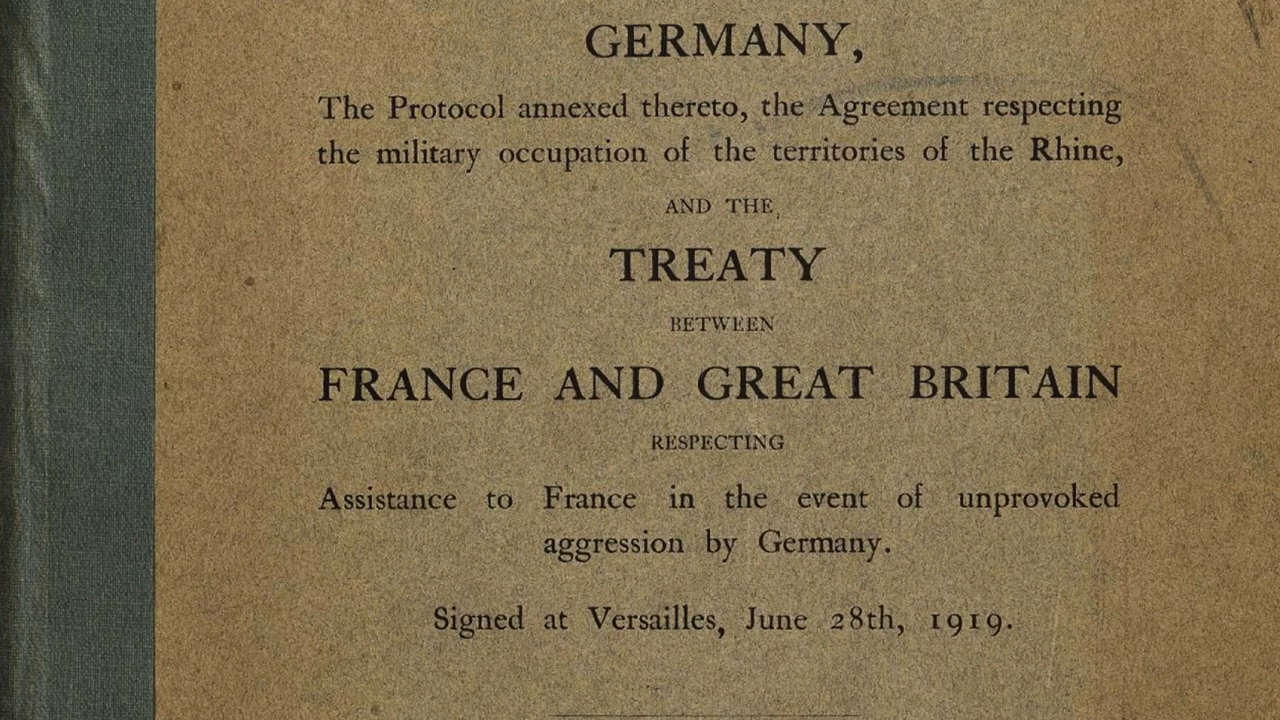 GERMANY,
The Protocol annexed thereto, the Agreement respecting
the military occupation of the territories of the Rhine,
AND THE
TREATY
BETWEEN
FRANCE AND GREAT BRITAIN
RESPECTING
Assistance to France in the event of unprovoked
aggression by Germany.
Signed at Versailles, June 28th, 1919.